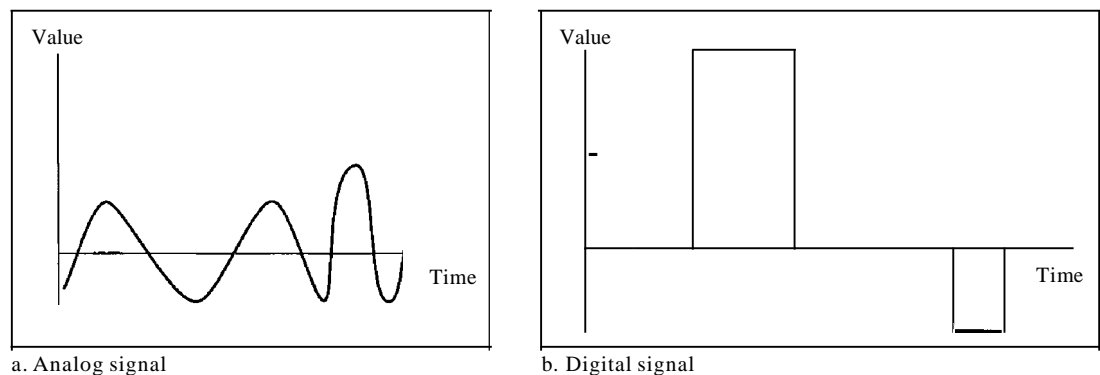 Value
Time
a. Analog signal
Value
Time
b. Digital signal